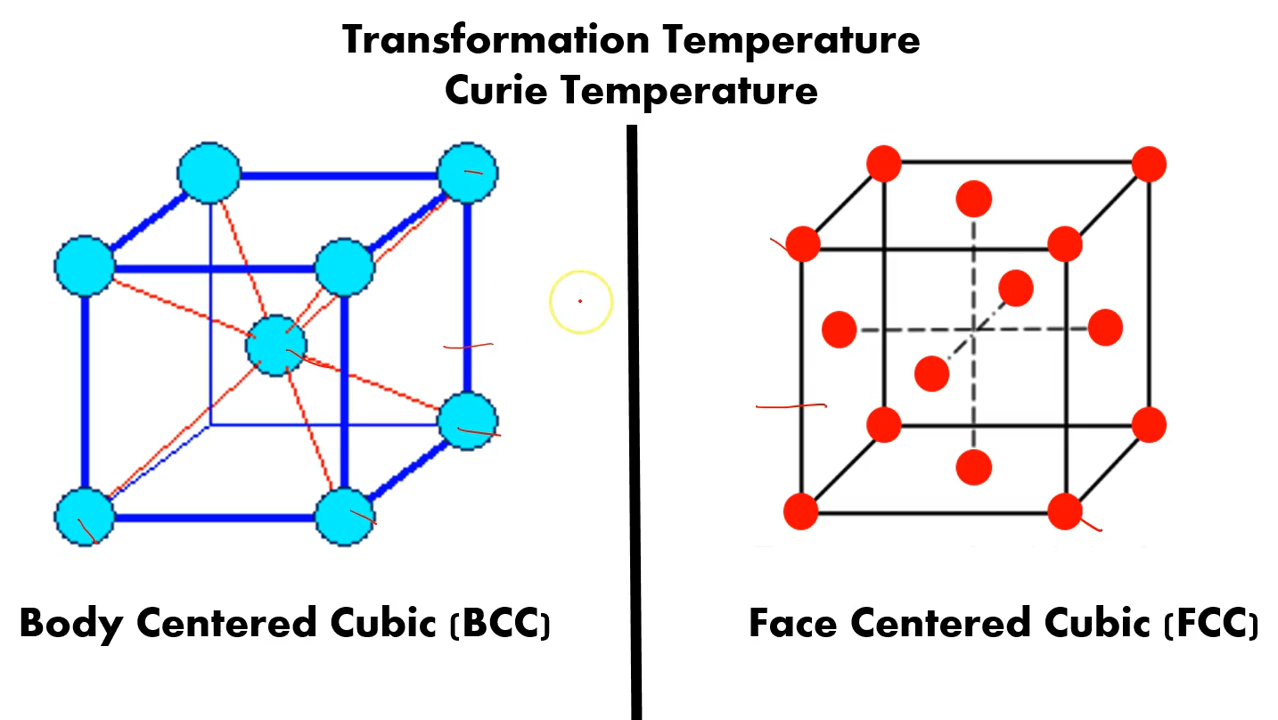 Transformation Temperature
Curie Temperature
Body Centered Cubic (BCC)
Face Centered Cubic (FCC)